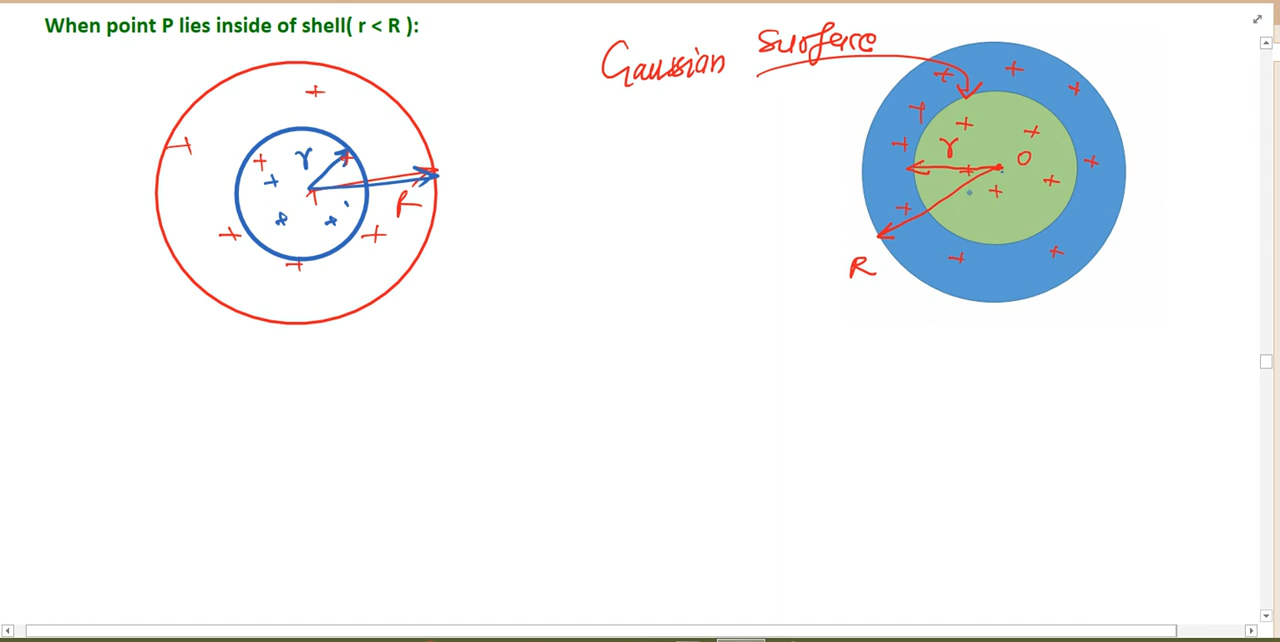 When point P lies inside of shell( r < R ):
Gaussian Surface
r
R
r
O
R